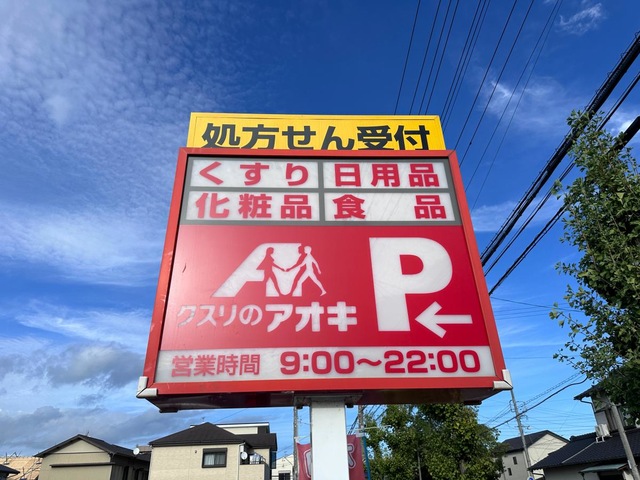 処方せん受付
くすり 日用品
化粧品 食品
P
クスリのアオキ
営業時間 9:00〜22:00